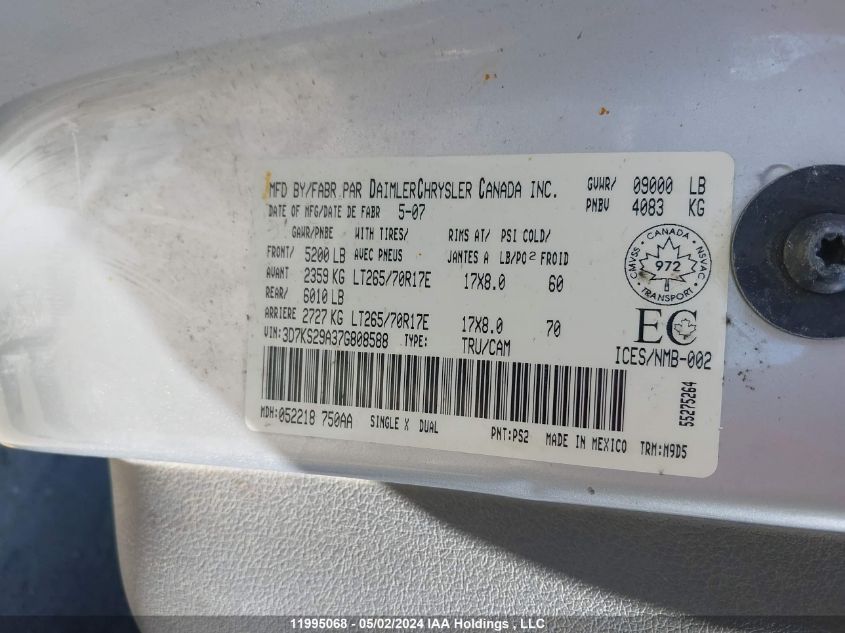 MFD BY/FABR PAR DAIMLERCHRYSLER CANADA INC. GVWR/ 09000 LB
DATE OF MFG/DATE DE FABR 5-07 PNBV 4083 KG
GAWR/PNBE WITH TIRES/ RIMS AT/ PSI COLD/
FRONT/ 5200 LB AVEC PNEUS JANTES A LB/PO2 FROID
AVANT 2359 KG LT265/70R17E 17X8.0 60
REAR/ 6010 LB
ARRIERE 2727 KG LT265/70R17E 17X8.0 70
VIN:3D7KS29A37G808588 TYPE: TRU/CAM
CANADA
CMVSS 972 NSVAC
TRANSPORT
EC
ICES/NMB-002
55275264
MDH:052218 750AA SINGLE X DUAL
PNT:PS2 MADE IN MEXICO TRM:M9D5
11995068 - 05/02/2024 IAA Holdings, LLC